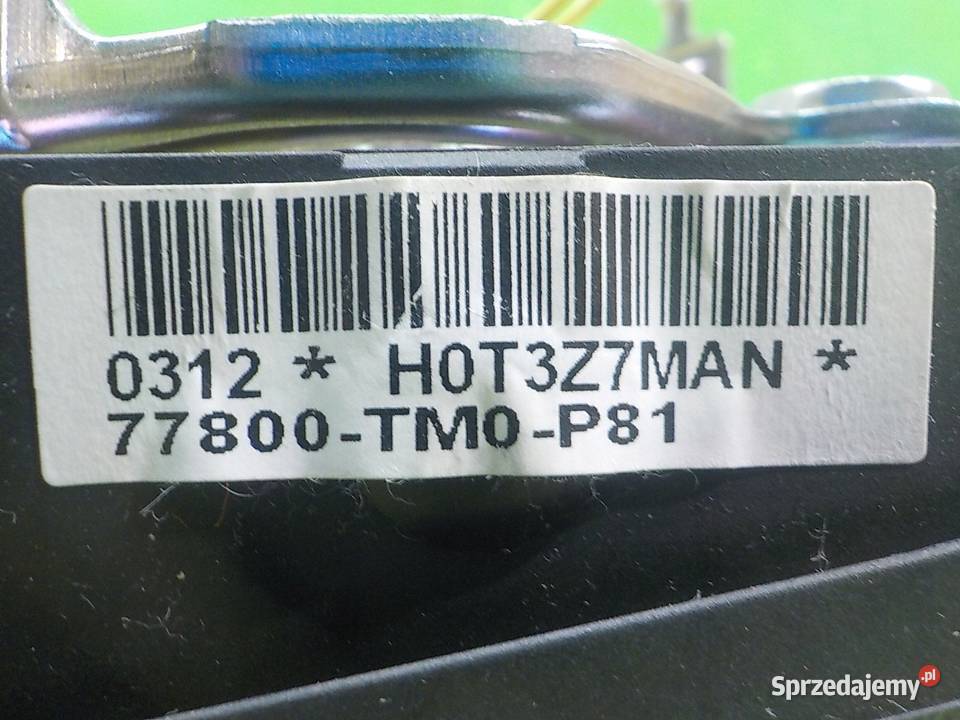 0312 * H0T3Z7MAN *
77800-TM0-P81
Sprzedajemy.pl